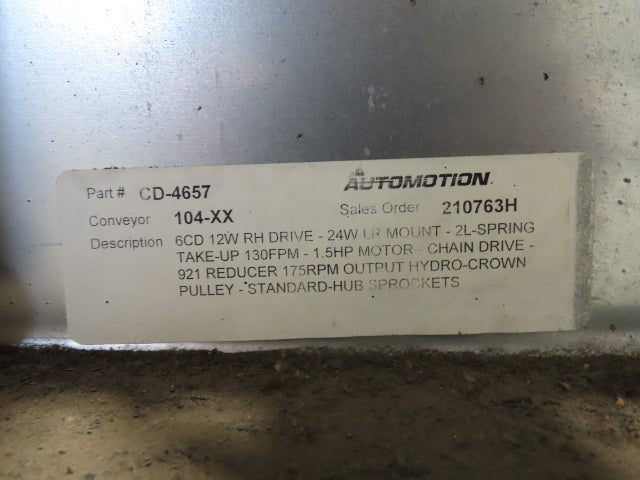 Part # CD-4657 AUTOMOTION
Conveyor 104-XX Sales Order 210763H
Description 6CD 12W RH DRIVE - 24W LR MOUNT - 2L-SPRING
TAKE-UP 130FPM - 1.5HP MOTOR - CHAIN DRIVE -
921 REDUCER 175RPM OUTPUT HYDRO-CROWN
PULLEY - STANDARD-HUB SPROCKETS